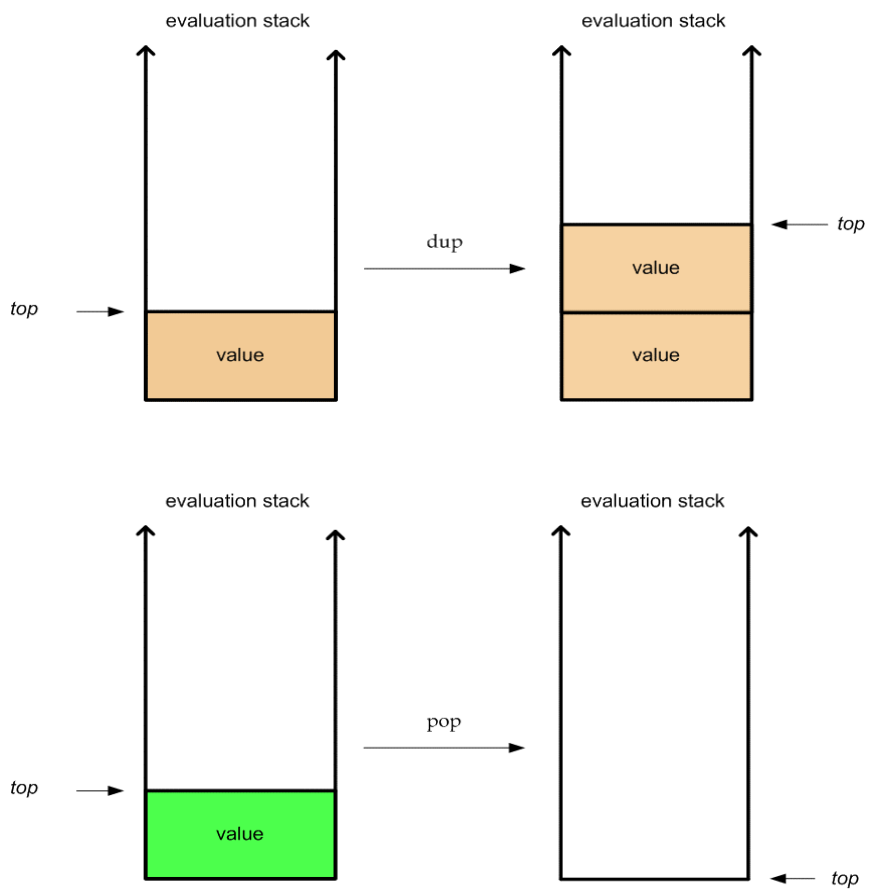 evaluation stack
evaluation stack
top
dup
value
top
value
value
evaluation stack
evaluation stack
pop
top
value
top